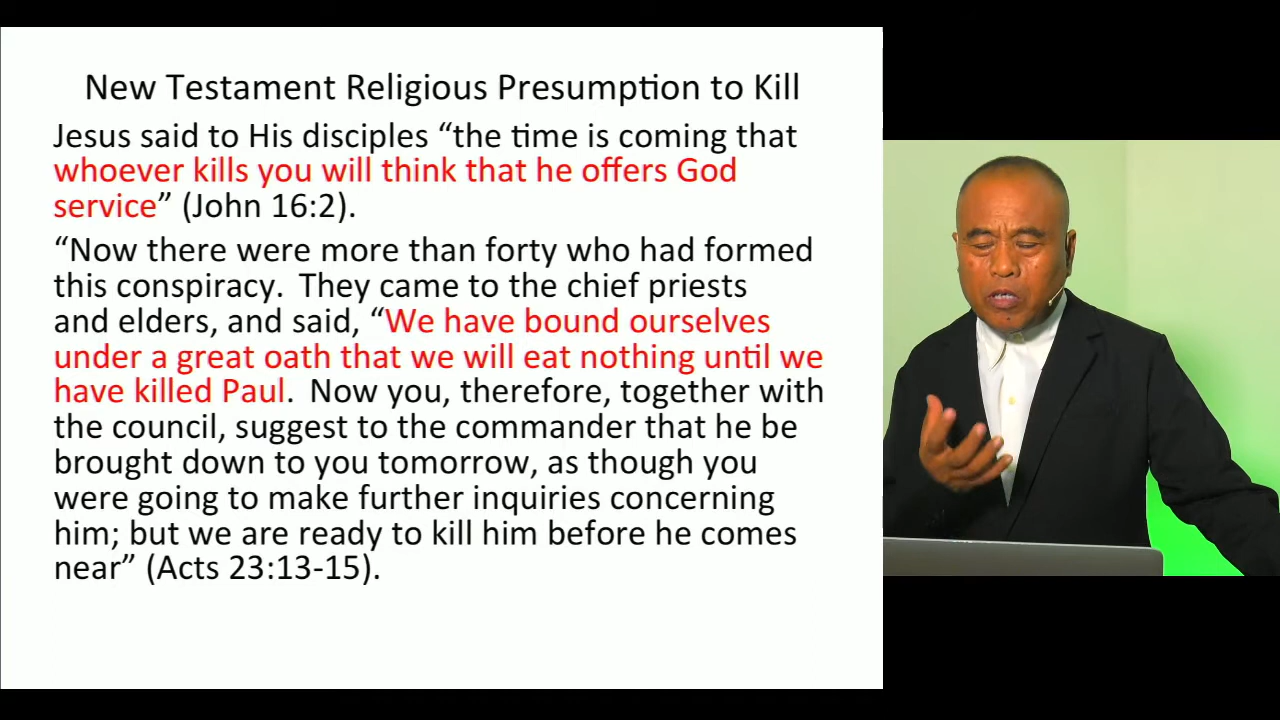 New Testament Religious Presumption to Kill
Jesus said to His disciples “the time is coming that
whoever kills you will think that he offers God
service” (John 16:2).
“Now there were more than forty who had formed
this conspiracy.  They came to the chief priests
and elders, and said, “We have bound ourselves
under a great oath that we will eat nothing until we
have killed Paul.  Now you, therefore, together with
the council, suggest to the commander that he be
brought down to you tomorrow, as though you
were going to make further inquiries concerning
him; but we are ready to kill him before he comes
near” (Acts 23:13-15).